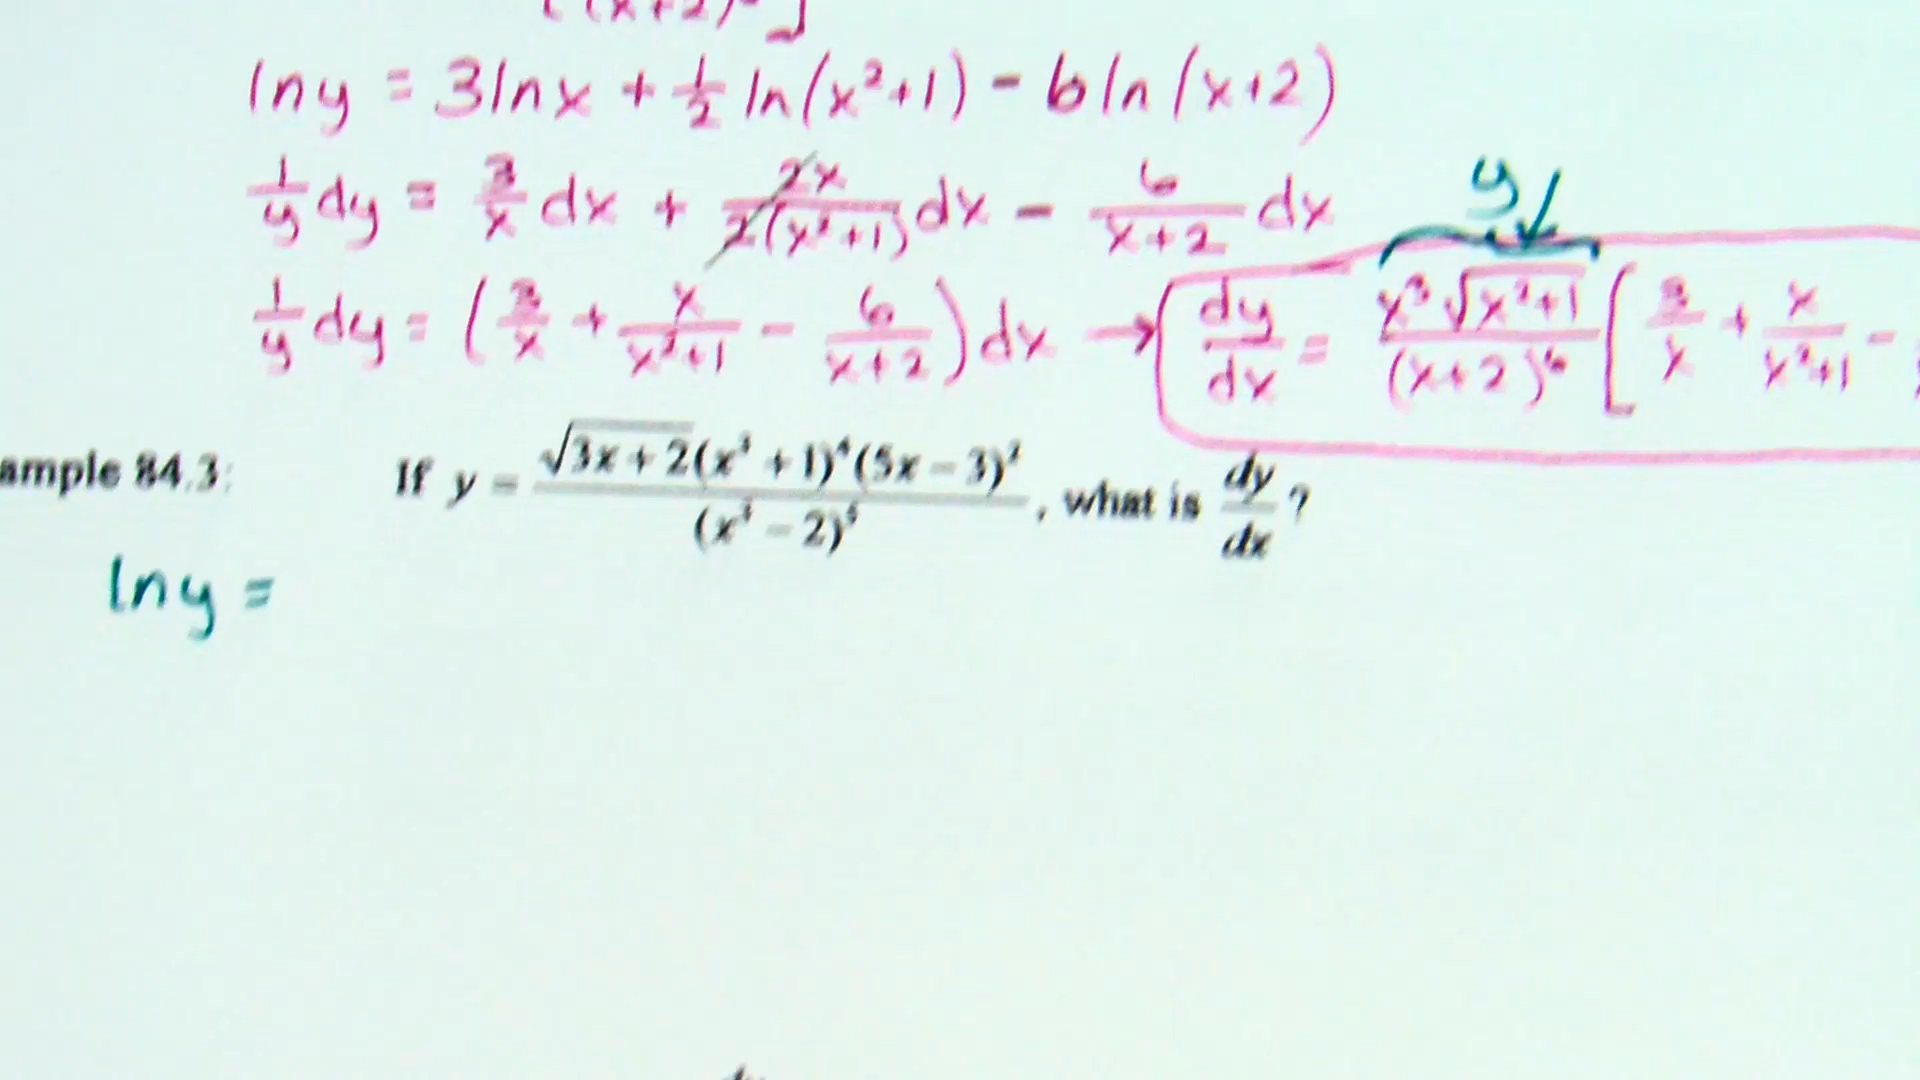 (x+2)
ln y = 3 ln x + 1/2 ln(x²+1) - 6 ln(x+2)
1/y dy = 3/x dx + 2x/2(x²+1) dx - 6/x+2 dx
y
1/y dy = (3/x + x/x²+1 - 6/x+2) dx → dy/dx = x³√x²+1/(x+2)⁶ [3/x + x/x²+1 -
ample 84.3: If y = √3x + 2(x³ + 1)⁴(5x - 3)²/(x³ - 2)⁵, what is dy/dx?
ln y =